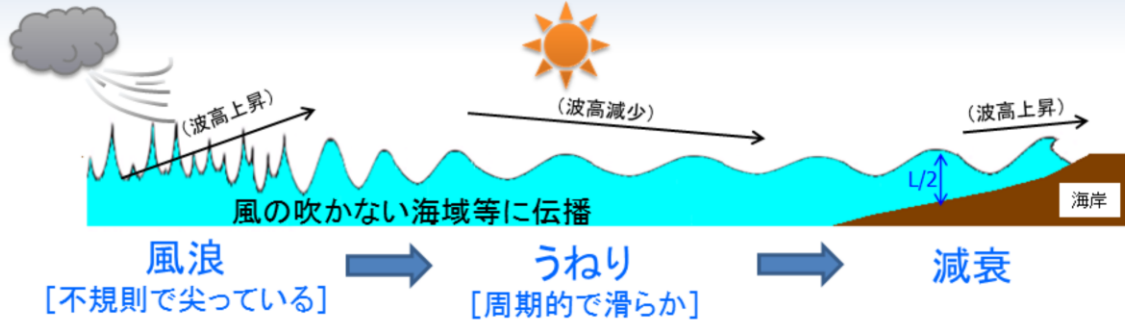 (波高上昇)
(波高減少)
(波高上昇)
L/2
海岸
風の吹かない海域等に伝播
風浪
[不規則で尖っている]
うねり
[周期的で滑らか]
減衰